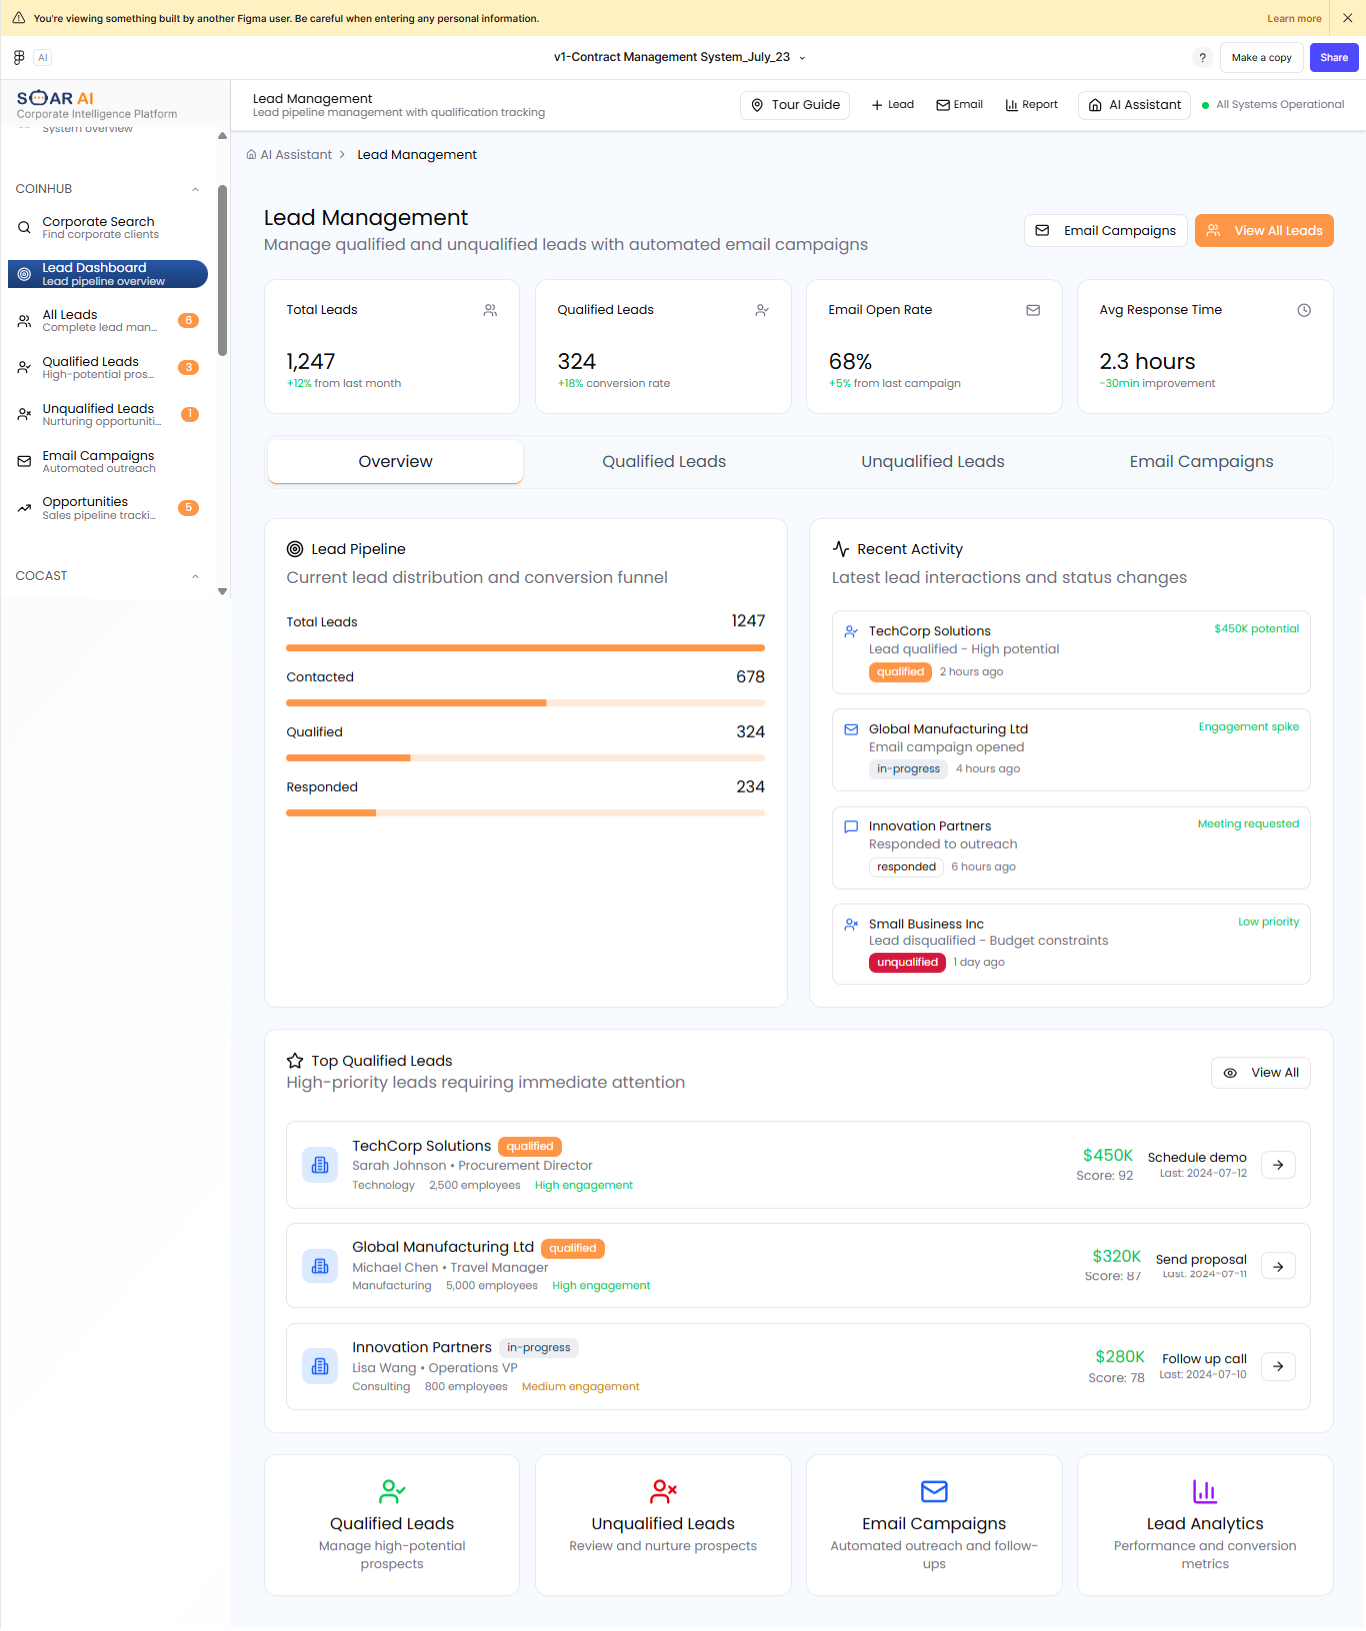 You're viewing something built by another Figma user. Be careful when entering any personal information.
Learn more
AI
v1-Contract Management System_July_23
?
Make a copy
Share
SOAR AI
Corporate Intelligence Platform
System overview
COINHUB
Corporate Search
Find corporate clients
Lead Dashboard
Lead pipeline overview
All Leads
Complete lead man...
6
Qualified Leads
High-potential pros...
3
Unqualified Leads
Nurturing opportuniti...
1
Email Campaigns
Automated outreach
Opportunities
Sales pipeline tracki...
5
COCAST
Lead Management
Lead pipeline management with qualification tracking
Tour Guide
Lead
Email
Report
AI Assistant
All Systems Operational
AI Assistant
Lead Management
Lead Management
Manage qualified and unqualified leads with automated email campaigns
Email Campaigns
View All Leads
Total Leads
1,247
+12% from last month
Qualified Leads
324
+18% conversion rate
Email Open Rate
68%
+5% from last campaign
Avg Response Time
2.3 hours
-30min improvement
Overview
Qualified Leads
Unqualified Leads
Email Campaigns
Lead Pipeline
Current lead distribution and conversion funnel
Total Leads
1247
Contacted
678
Qualified
324
Responded
234
Recent Activity
Latest lead interactions and status changes
TechCorp Solutions
$450K potential
Lead qualified - High potential
qualified
2 hours ago
Global Manufacturing Ltd
Engagement spike
Email campaign opened
in-progress
4 hours ago
Innovation Partners
Meeting requested
Responded to outreach
responded
6 hours ago
Small Business Inc
Low priority
Lead disqualified - Budget constraints
unqualified
1 day ago
Top Qualified Leads
High-priority leads requiring immediate attention
View All
TechCorp Solutions
qualified
Sarah Johnson • Procurement Director
Technology
2,500 employees
High engagement
$450K
Score: 92
Schedule demo
Last: 2024-07-12
Global Manufacturing Ltd
qualified
Michael Chen • Travel Manager
Manufacturing
5,000 employees
High engagement
$320K
Score: 87
Send proposal
Last: 2024-07-11
Innovation Partners
in-progress
Lisa Wang • Operations VP
Consulting
800 employees
Medium engagement
$280K
Score: 78
Follow up call
Last: 2024-07-10
Qualified Leads
Manage high-potential
prospects
Unqualified Leads
Review and nurture prospects
Email Campaigns
Automated outreach and follow-
ups
Lead Analytics
Performance and conversion
metrics